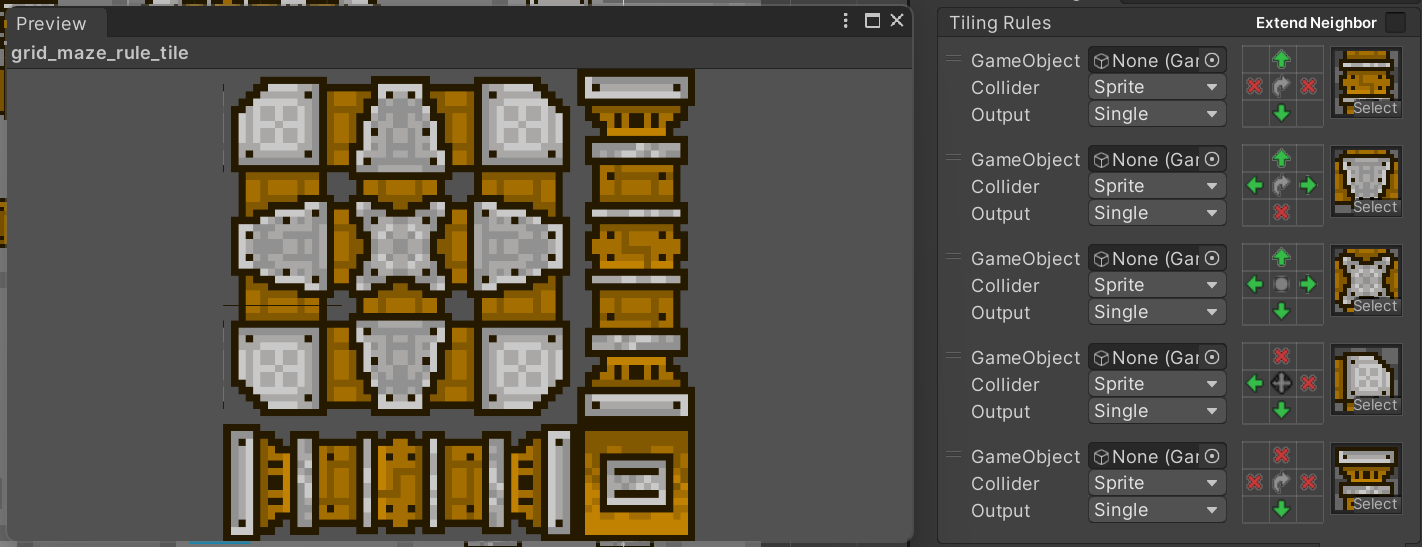 Preview
grid_maze_rule_tile
Tiling Rules
Extend Neighbor
GameObject None (Gar
Collider Sprite
Output Single
Select
GameObject None (Gar
Collider Sprite
Output Single
Select
GameObject None (Gar
Collider Sprite
Output Single
Select
GameObject None (Gar
Collider Sprite
Output Single
Select
GameObject None (Gar
Collider Sprite
Output Single
Select